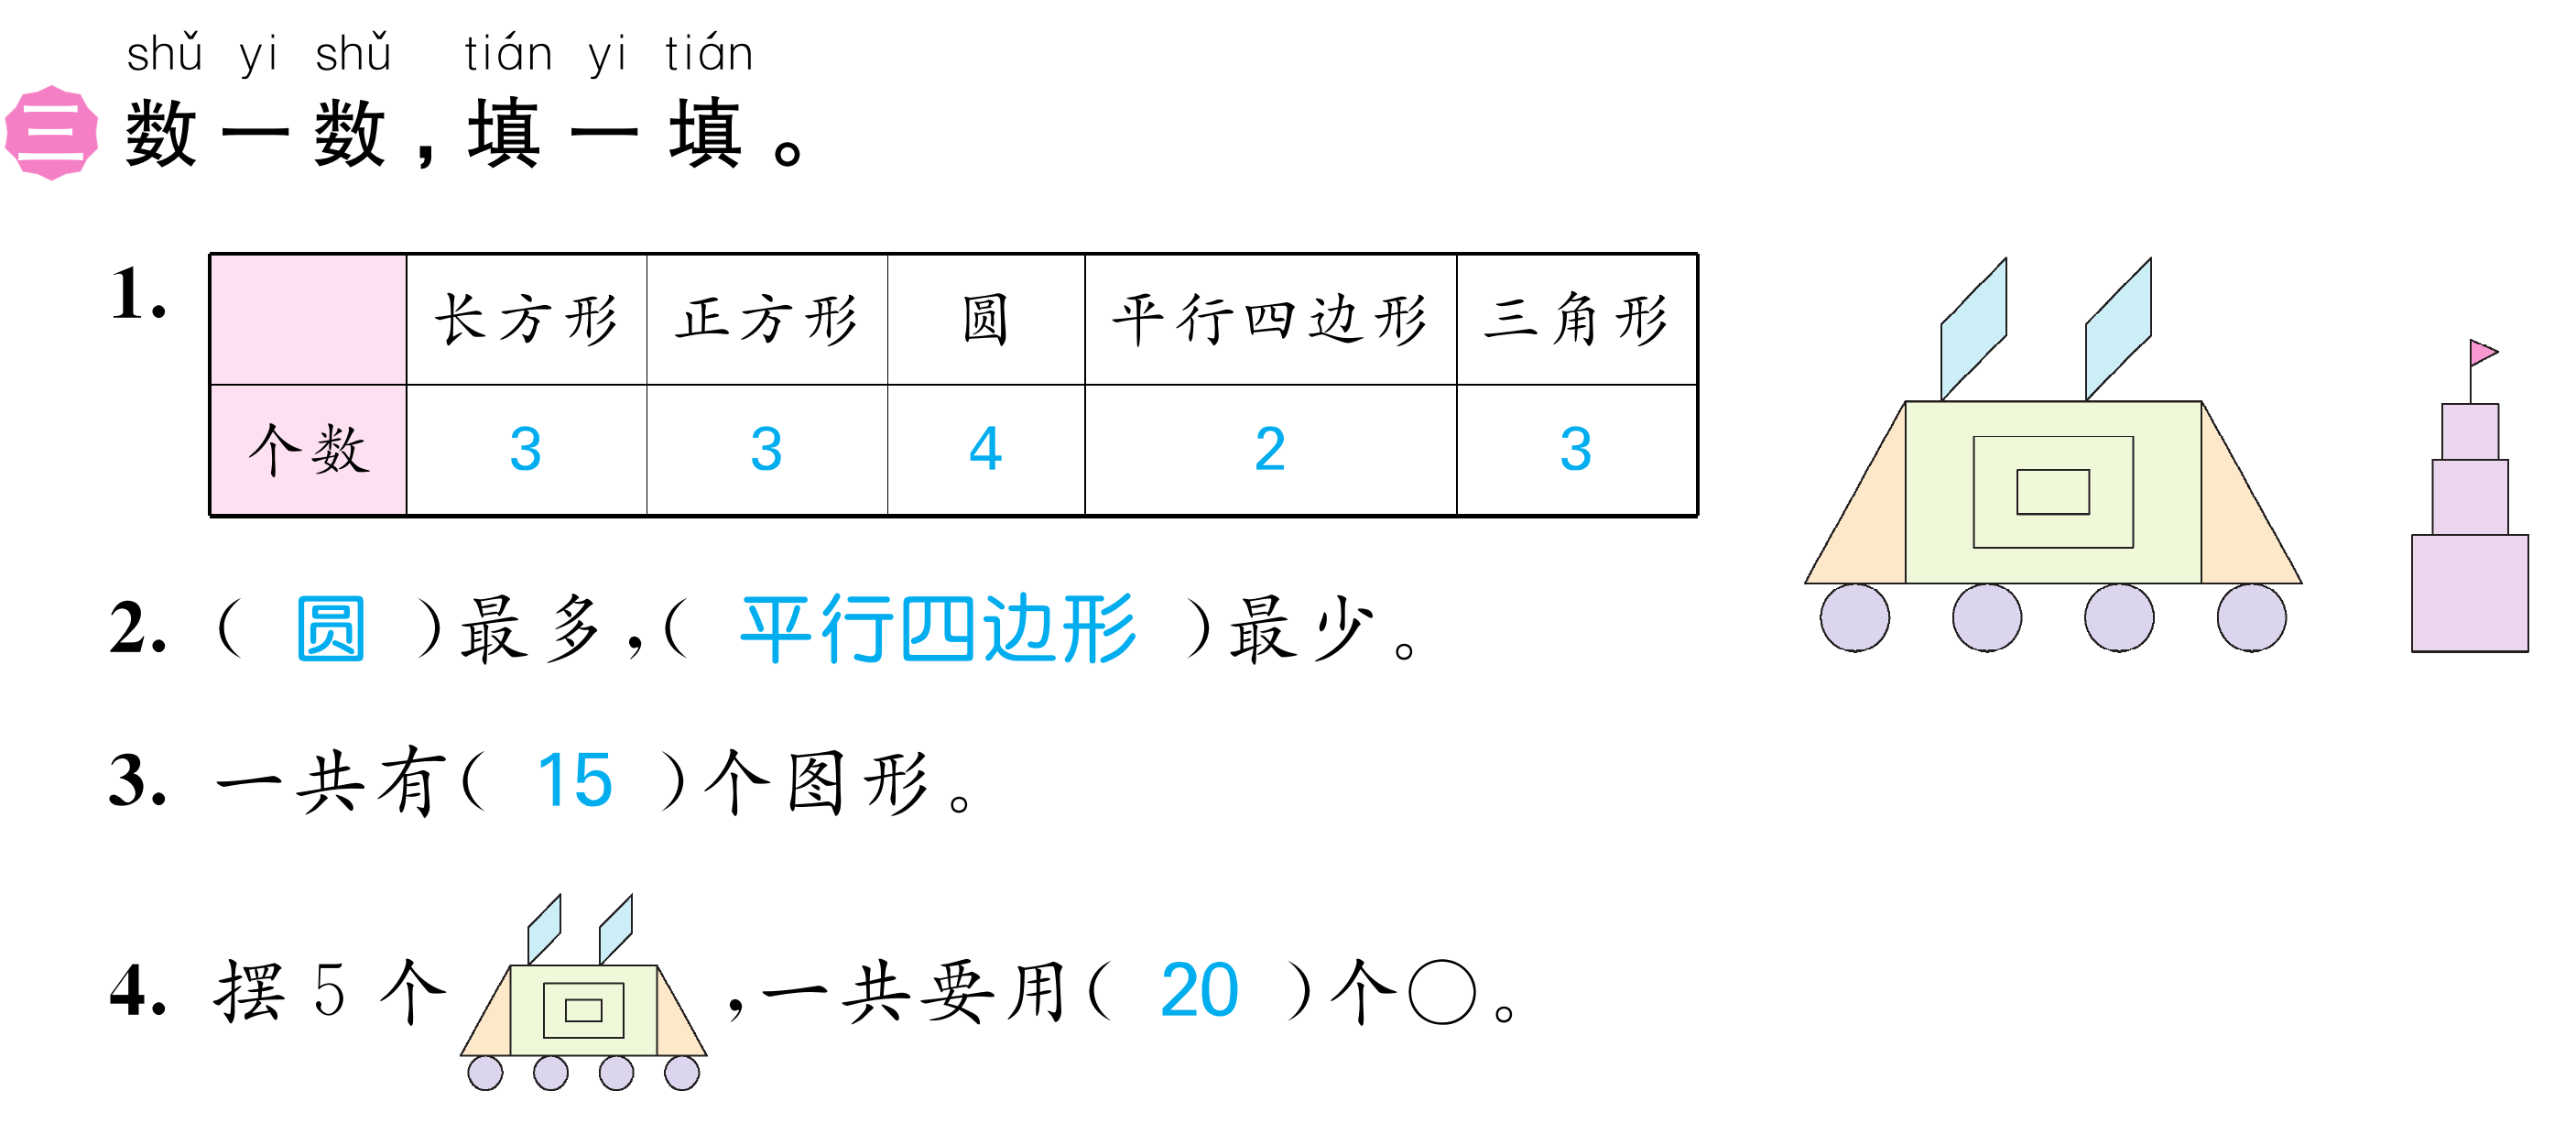 shǔ yi shǔ tián yi tián
三 数一数,填一填。
1. 长方形 正方形 圆 平行四边形 三角形
个数 3 3 4 2 3
2. ( 圆 )最多,( 平行四边形 )最少。
3. 一共有( 15 )个图形。
4. 摆5个 ,一共要用( 20 )个○。